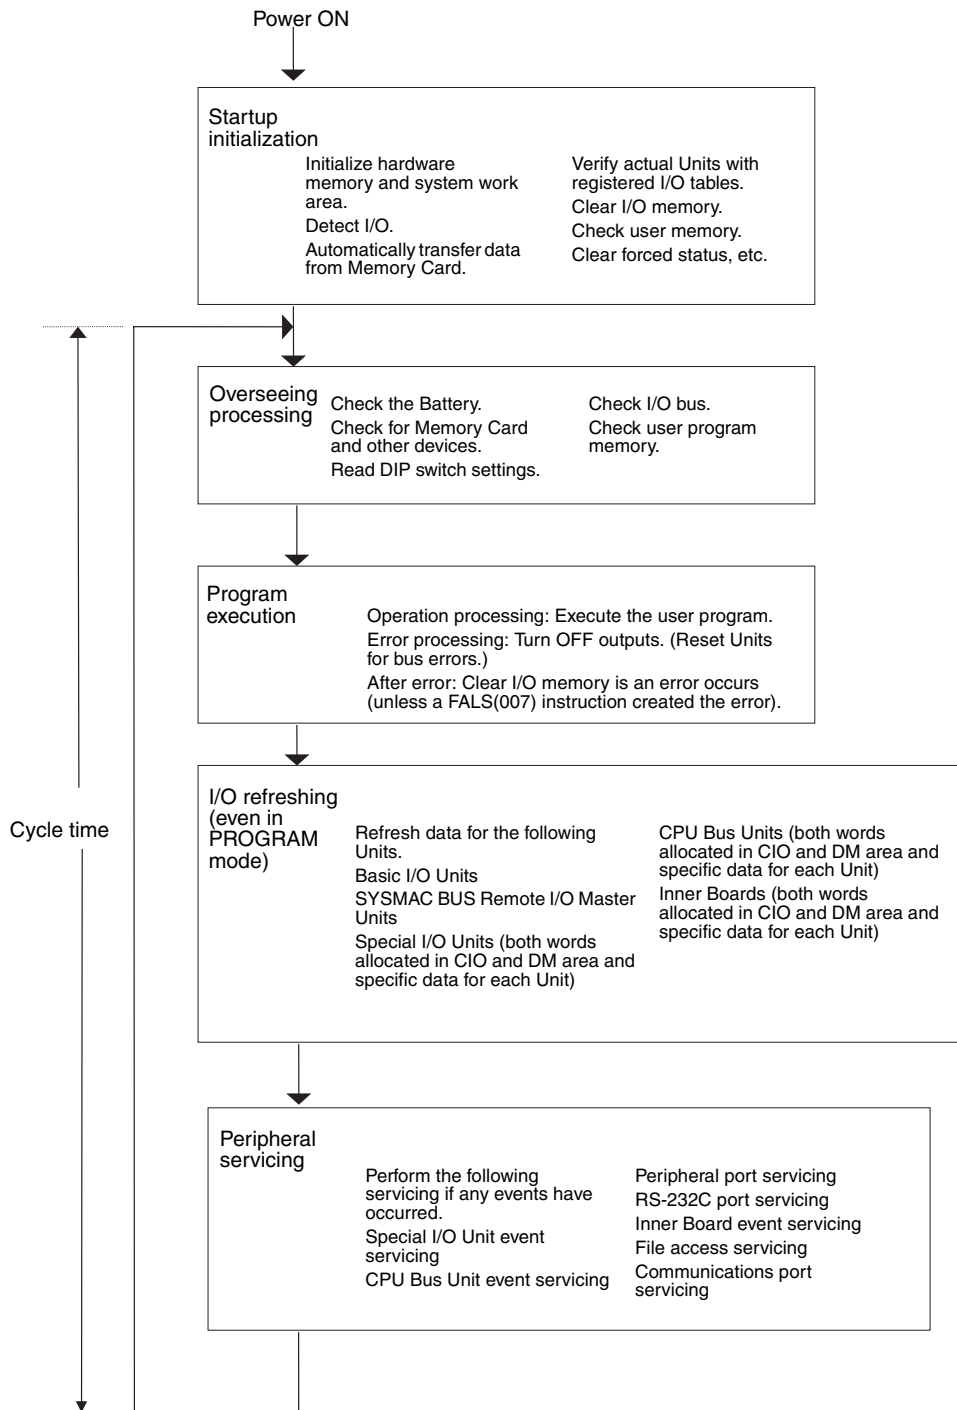 Power ON
Startup
initialization
Initialize hardware
memory and system work
area.
Detect I/O.
Automatically transfer data
from Memory Card.
Verify actual Units with
registered I/O tables.
Clear I/O memory.
Check user memory.
Clear forced status, etc.
Overseeing
processing
Check the Battery.
Check for Memory Card
and other devices.
Read DIP switch settings.
Check I/O bus.
Check user program
memory.
Program
execution
Operation processing: Execute the user program.
Error processing: Turn OFF outputs. (Reset Units
for bus errors.)
After error: Clear I/O memory is an error occurs
(unless a FALS(007) instruction created the error).
Cycle time
I/O refreshing
(even in
PROGRAM
mode)
Refresh data for the following
Units.
Basic I/O Units
SYSMAC BUS Remote I/O Master
Units
Special I/O Units (both words
allocated in CIO and DM area and
specific data for each Unit)
CPU Bus Units (both words
allocated in CIO and DM area and
specific data for each Unit)
Inner Boards (both words
allocated in CIO and DM area and
specific data for each Unit)
Peripheral
servicing
Perform the following
servicing if any events have
occurred.
Special I/O Unit event
servicing
CPU Bus Unit event servicing
Peripheral port servicing
RS-232C port servicing
Inner Board event servicing
File access servicing
Communications port
servicing